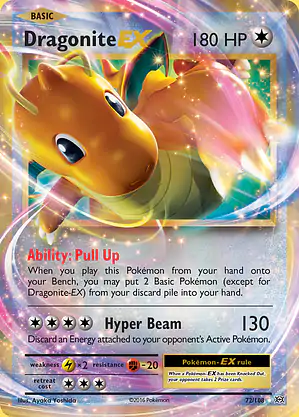 BASIC
Dragonite EX 180 HP
Ability: Pull Up
When you play this Pokémon from your hand onto
your Bench, you may put 2 Basic Pokémon (except for
Dragonite-EX) from your discard pile into your hand.
Hyper Beam 130
Discard an Energy attached to your opponent's Active Pokémon.
weakness ×2 resistance -20
retreat cost
Pokémon-EX rule
When a Pokémon-EX has been Knocked Out,
your opponent takes 2 Prize cards.
Illus. Ayaka Yoshida
©2016 Pokémon
72/108